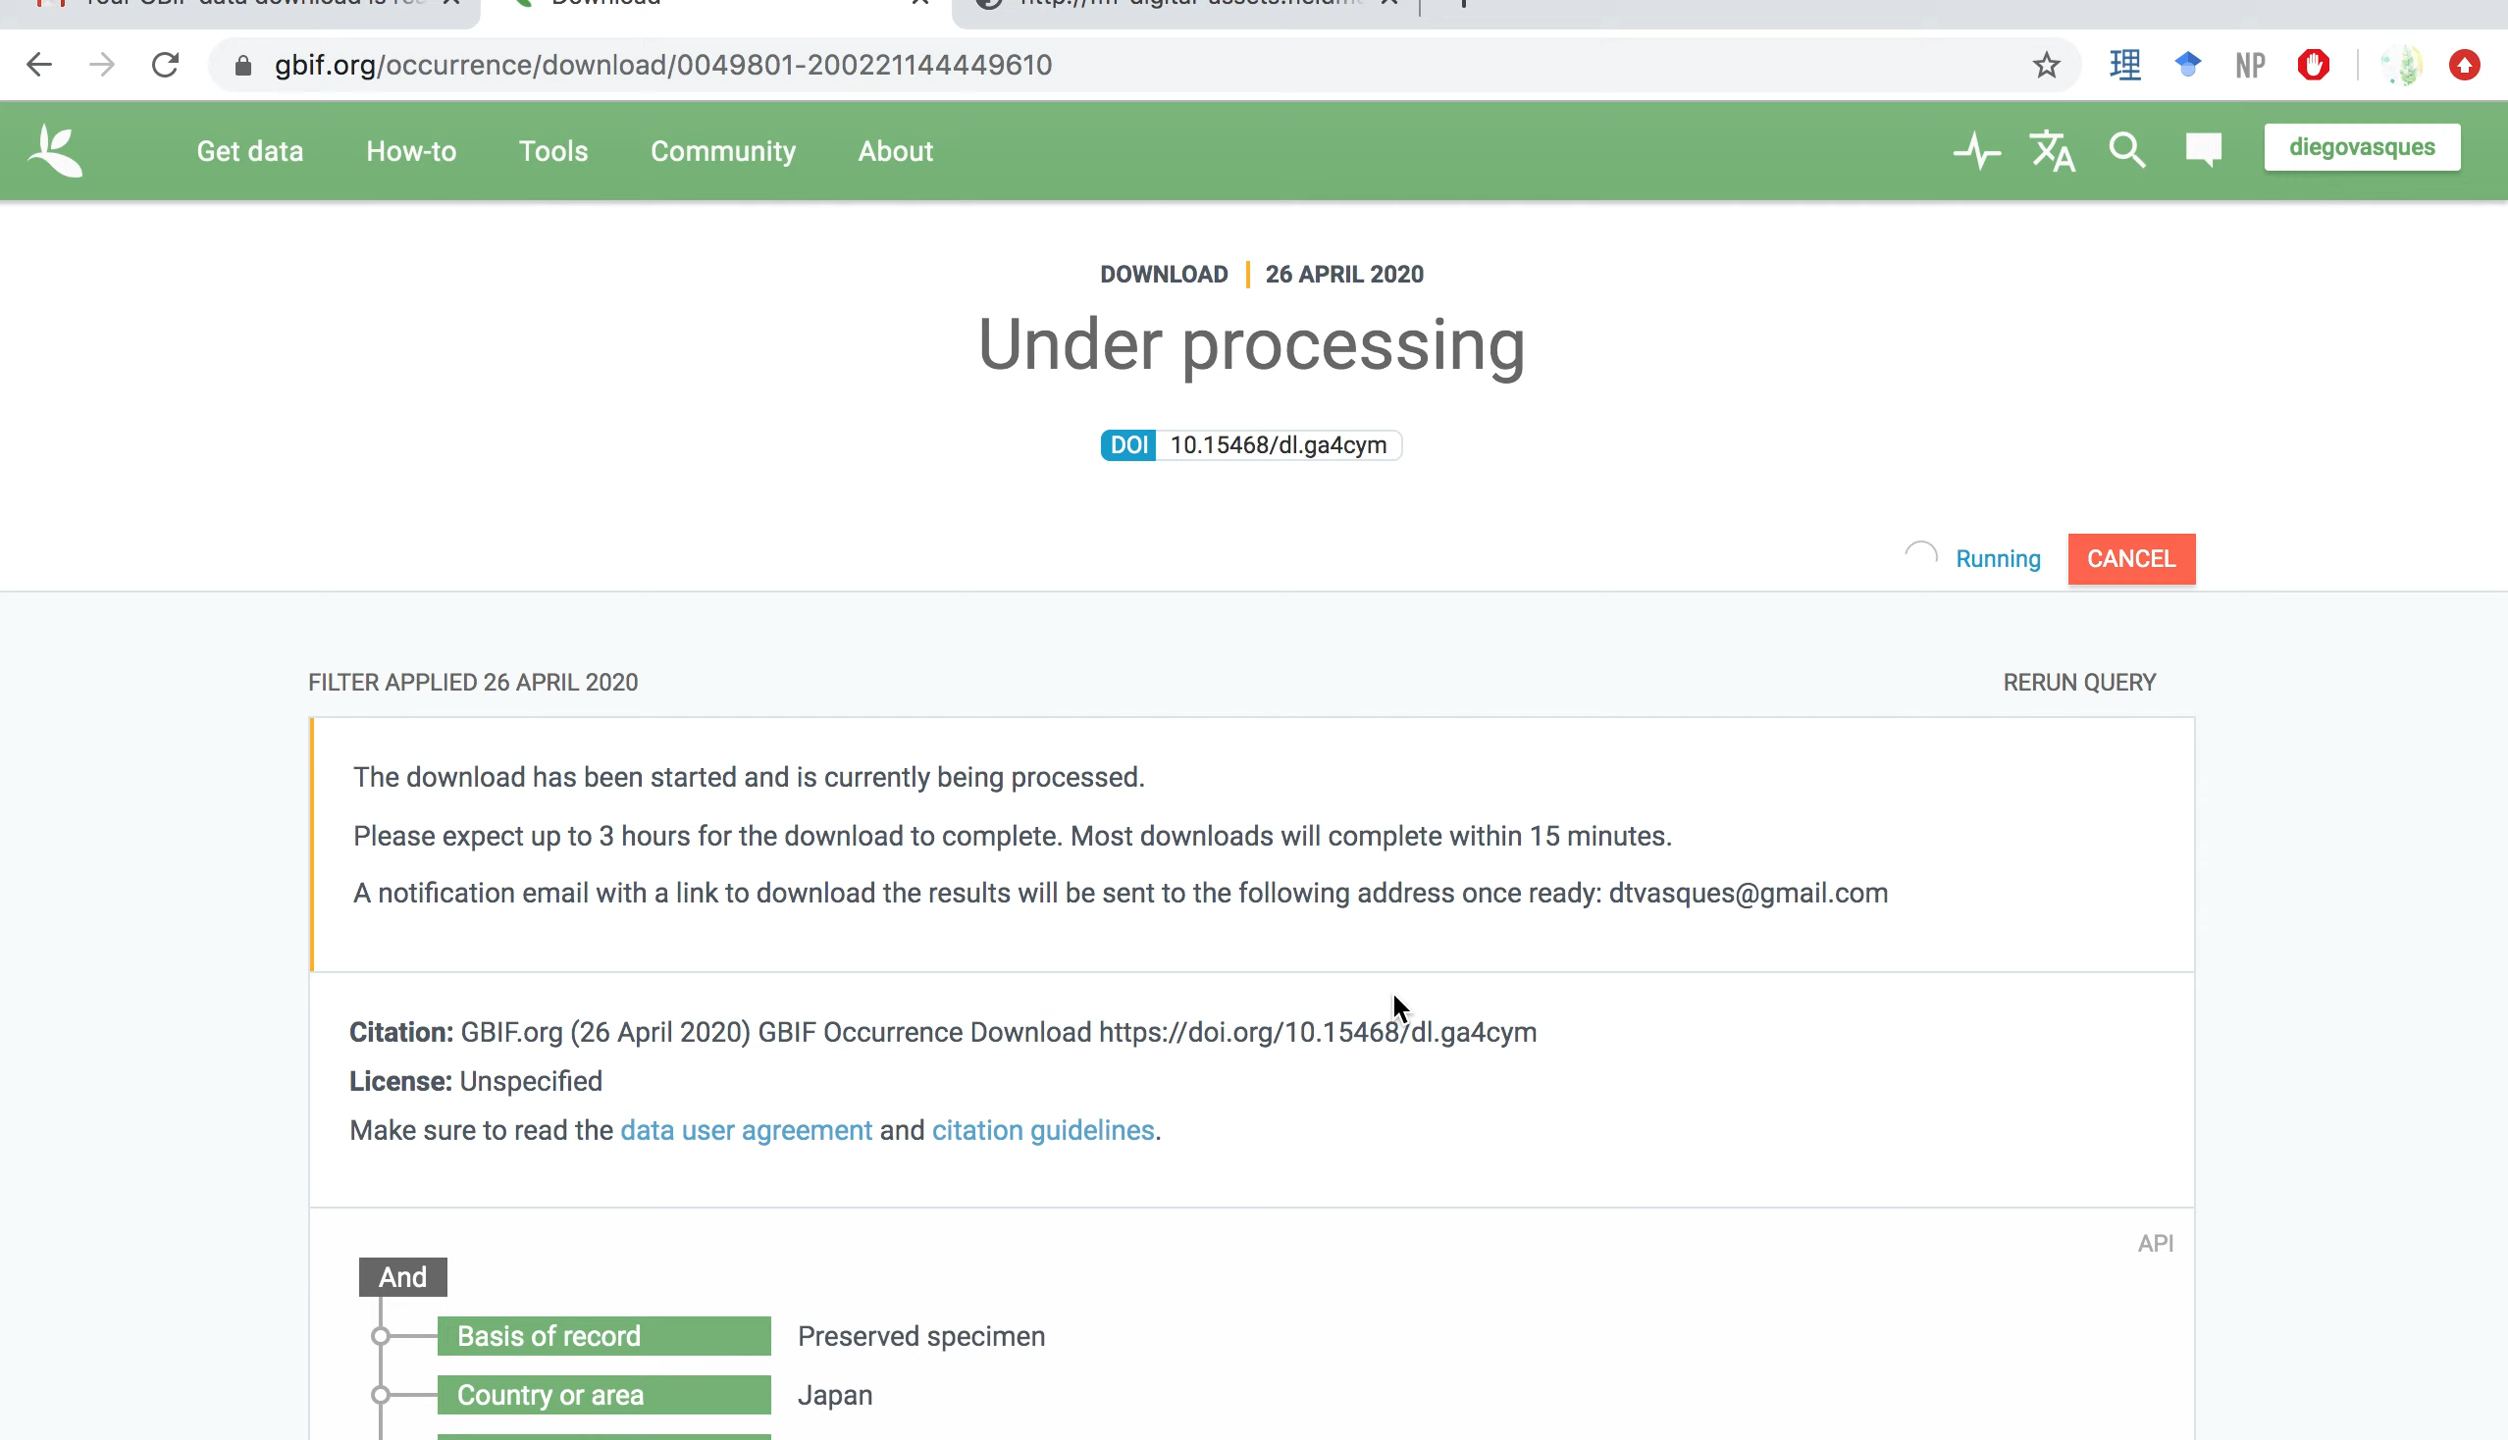 gbif.org/occurrence/download/0049801-200221144449610
理
NP
Get data How-to Tools Community About
diegovasques
DOWNLOAD 26 APRIL 2020
Under processing
DOI 10.15468/dl.ga4cym
Running CANCEL
FILTER APPLIED 26 APRIL 2020 RERUN QUERY
The download has been started and is currently being processed.
Please expect up to 3 hours for the download to complete. Most downloads will complete within 15 minutes.
A notification email with a link to download the results will be sent to the following address once ready: dtvasques@gmail.com
Citation: GBIF.org (26 April 2020) GBIF Occurrence Download https://doi.org/10.15468/dl.ga4cym
License: Unspecified
Make sure to read the data user agreement and citation guidelines.
API
And
Basis of record Preserved specimen
Country or area Japan